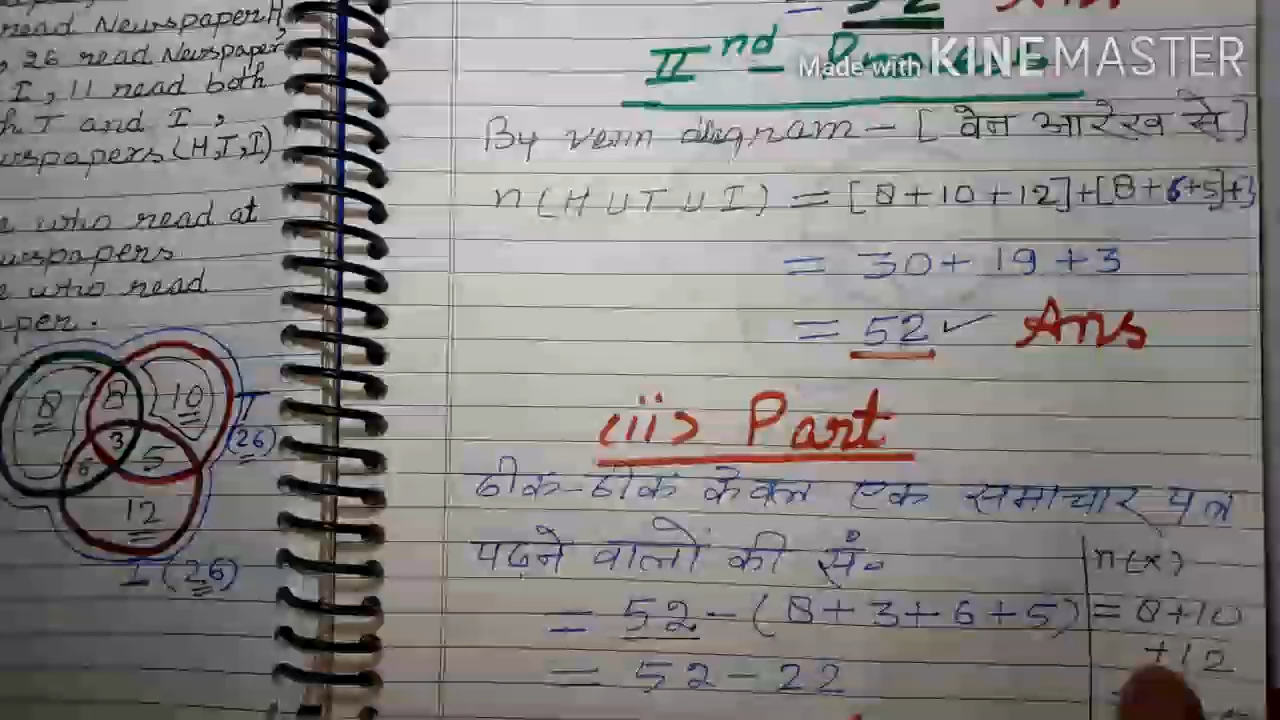 read Newspaper H,
, 26 read Newspaper
I, 11 read both
h T and I,
wspapers (H,T,I)
e who read at
wspapers
e who read
aper.
8 8 10
3
6 5
12
T
(26)
I (26)
= 52 Ans
II nd
Made with KINEMASTER
By venn diagram - [वेन आरेख से]
n(H U T U I) = [8+10+12]+[8+6+5]+3
= 30+19+3
= 52 ✓ Ans
(ii) Part
ठीक-ठीक केवल एक समाचार पत्र
पढ़ने वालों की सं॰
= 52-(8+3+6+5)
= 52-22
n(x)
= 8+10
+12